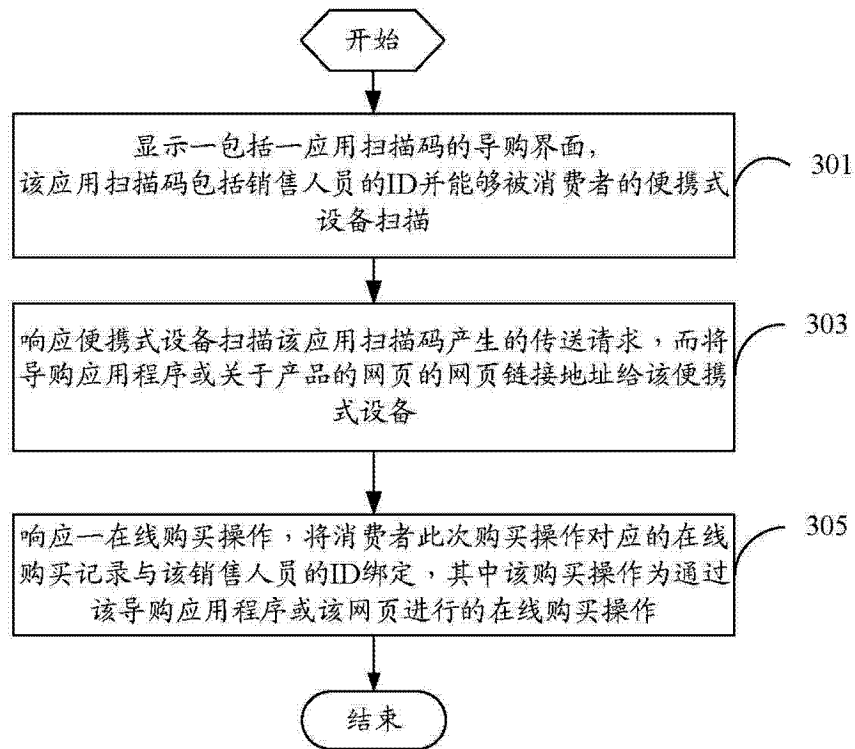 开始
显示一包括一应用扫描码的导购界面,
该应用扫描码包括销售人员的ID并能够被消费者的便携式
设备扫描
301
响应便携式设备扫描该应用扫描码产生的传送请求，而将
导购应用程序或关于产品的网页的网页链接地址给该便携
式设备
303
响应一在线购买操作，将消费者此次购买操作对应的在线
购买记录与该销售人员的ID绑定，其中该购买操作为通过
该导购应用程序或该网页进行的在线购买操作
305
结束